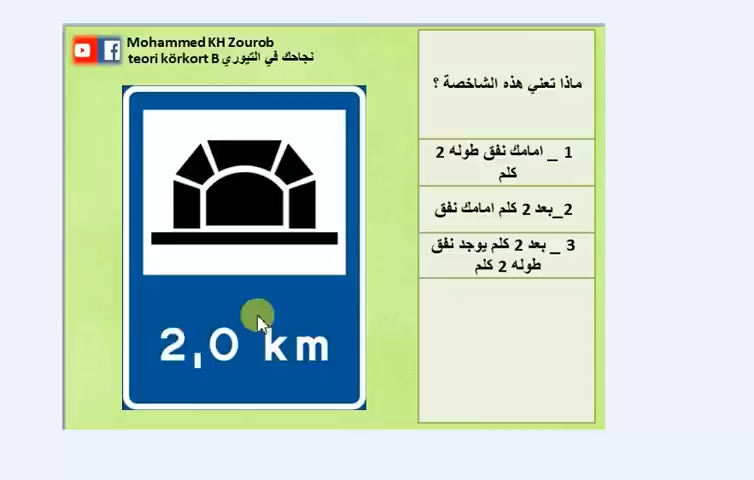 Mohammed KH Zourob
teori körkort B نجاحك في التيوري
ماذا تعني هذه الشاخصة ؟
1 _ امامك نفق طوله 2
كلم
2_بعد 2 كلم امامك نفق
3 _ بعد 2 كلم يوجد نفق
طوله 2 كلم
2,0 km